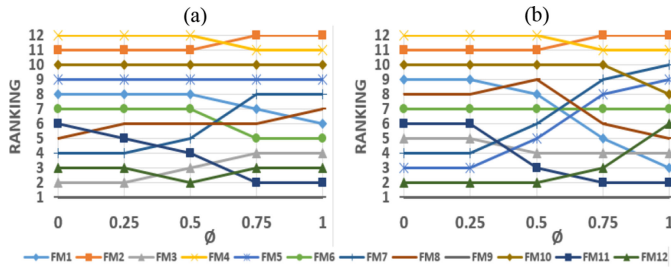 (a) (b)
12 12
11 11
10 10
9 9
8 8
7 7
6 6
5 5
4 4
3 3
2 2
1 1
RANKING RANKING
0 0.25 0.5 0.75 1 0 0.25 0.5 0.75 1
Ø Ø
FM1 FM2 FM3 FM4 FM5 FM6 FM7 FM8 FM9 FM10 FM11 FM12